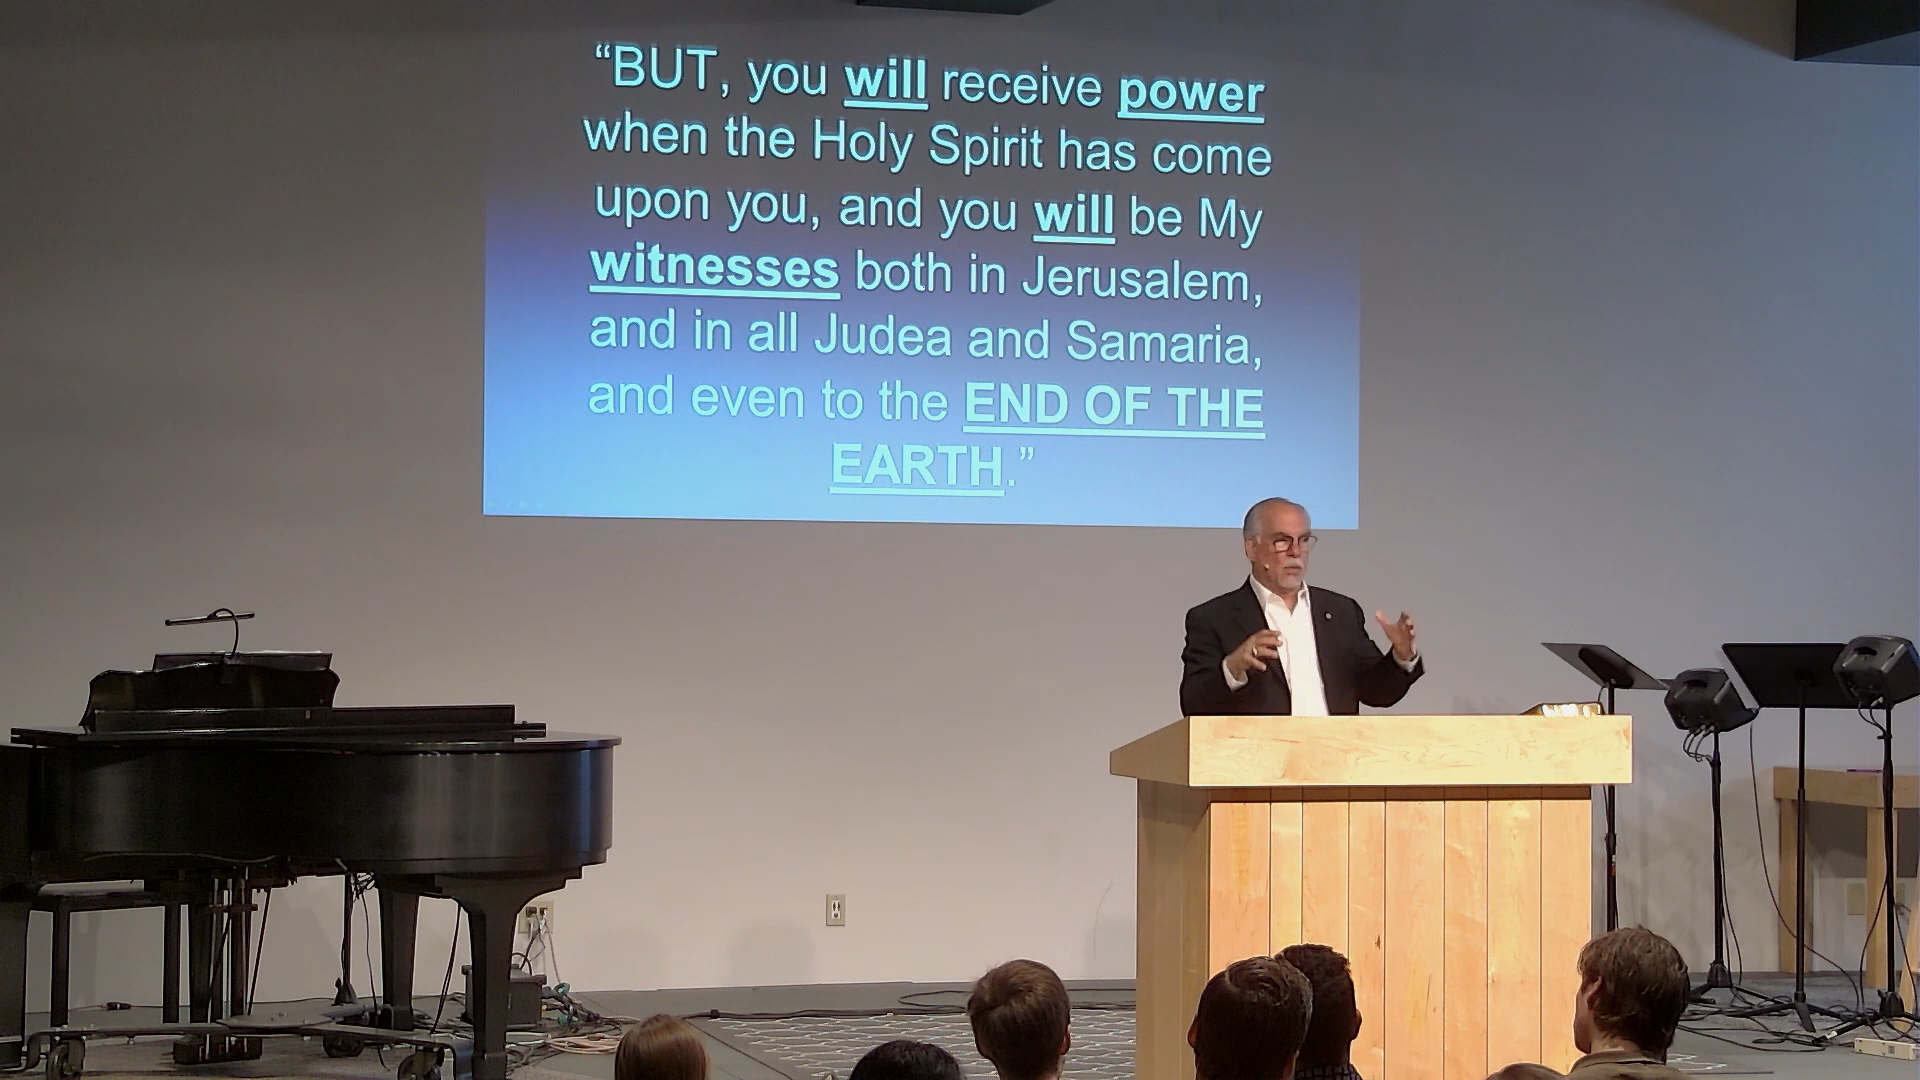 “BUT, you will receive power
when the Holy Spirit has come
upon you, and you will be My
witnesses both in Jerusalem,
and in all Judea and Samaria,
and even to the END OF THE
EARTH.”